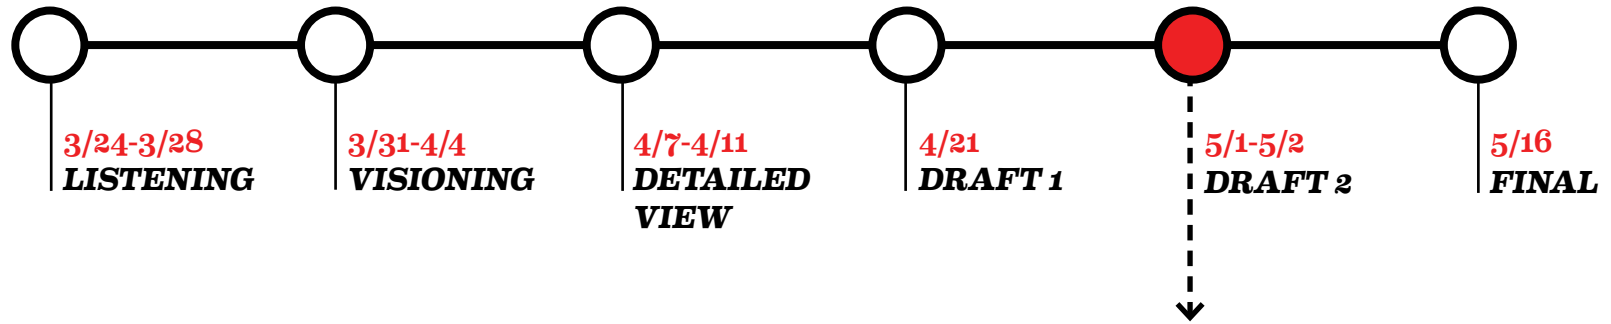 3/24-3/28
LISTENING
3/31-4/4
VISIONING
4/7-4/11
DETAILED
VIEW
4/21
DRAFT 1
5/1-5/2
DRAFT 2
5/16
FINAL